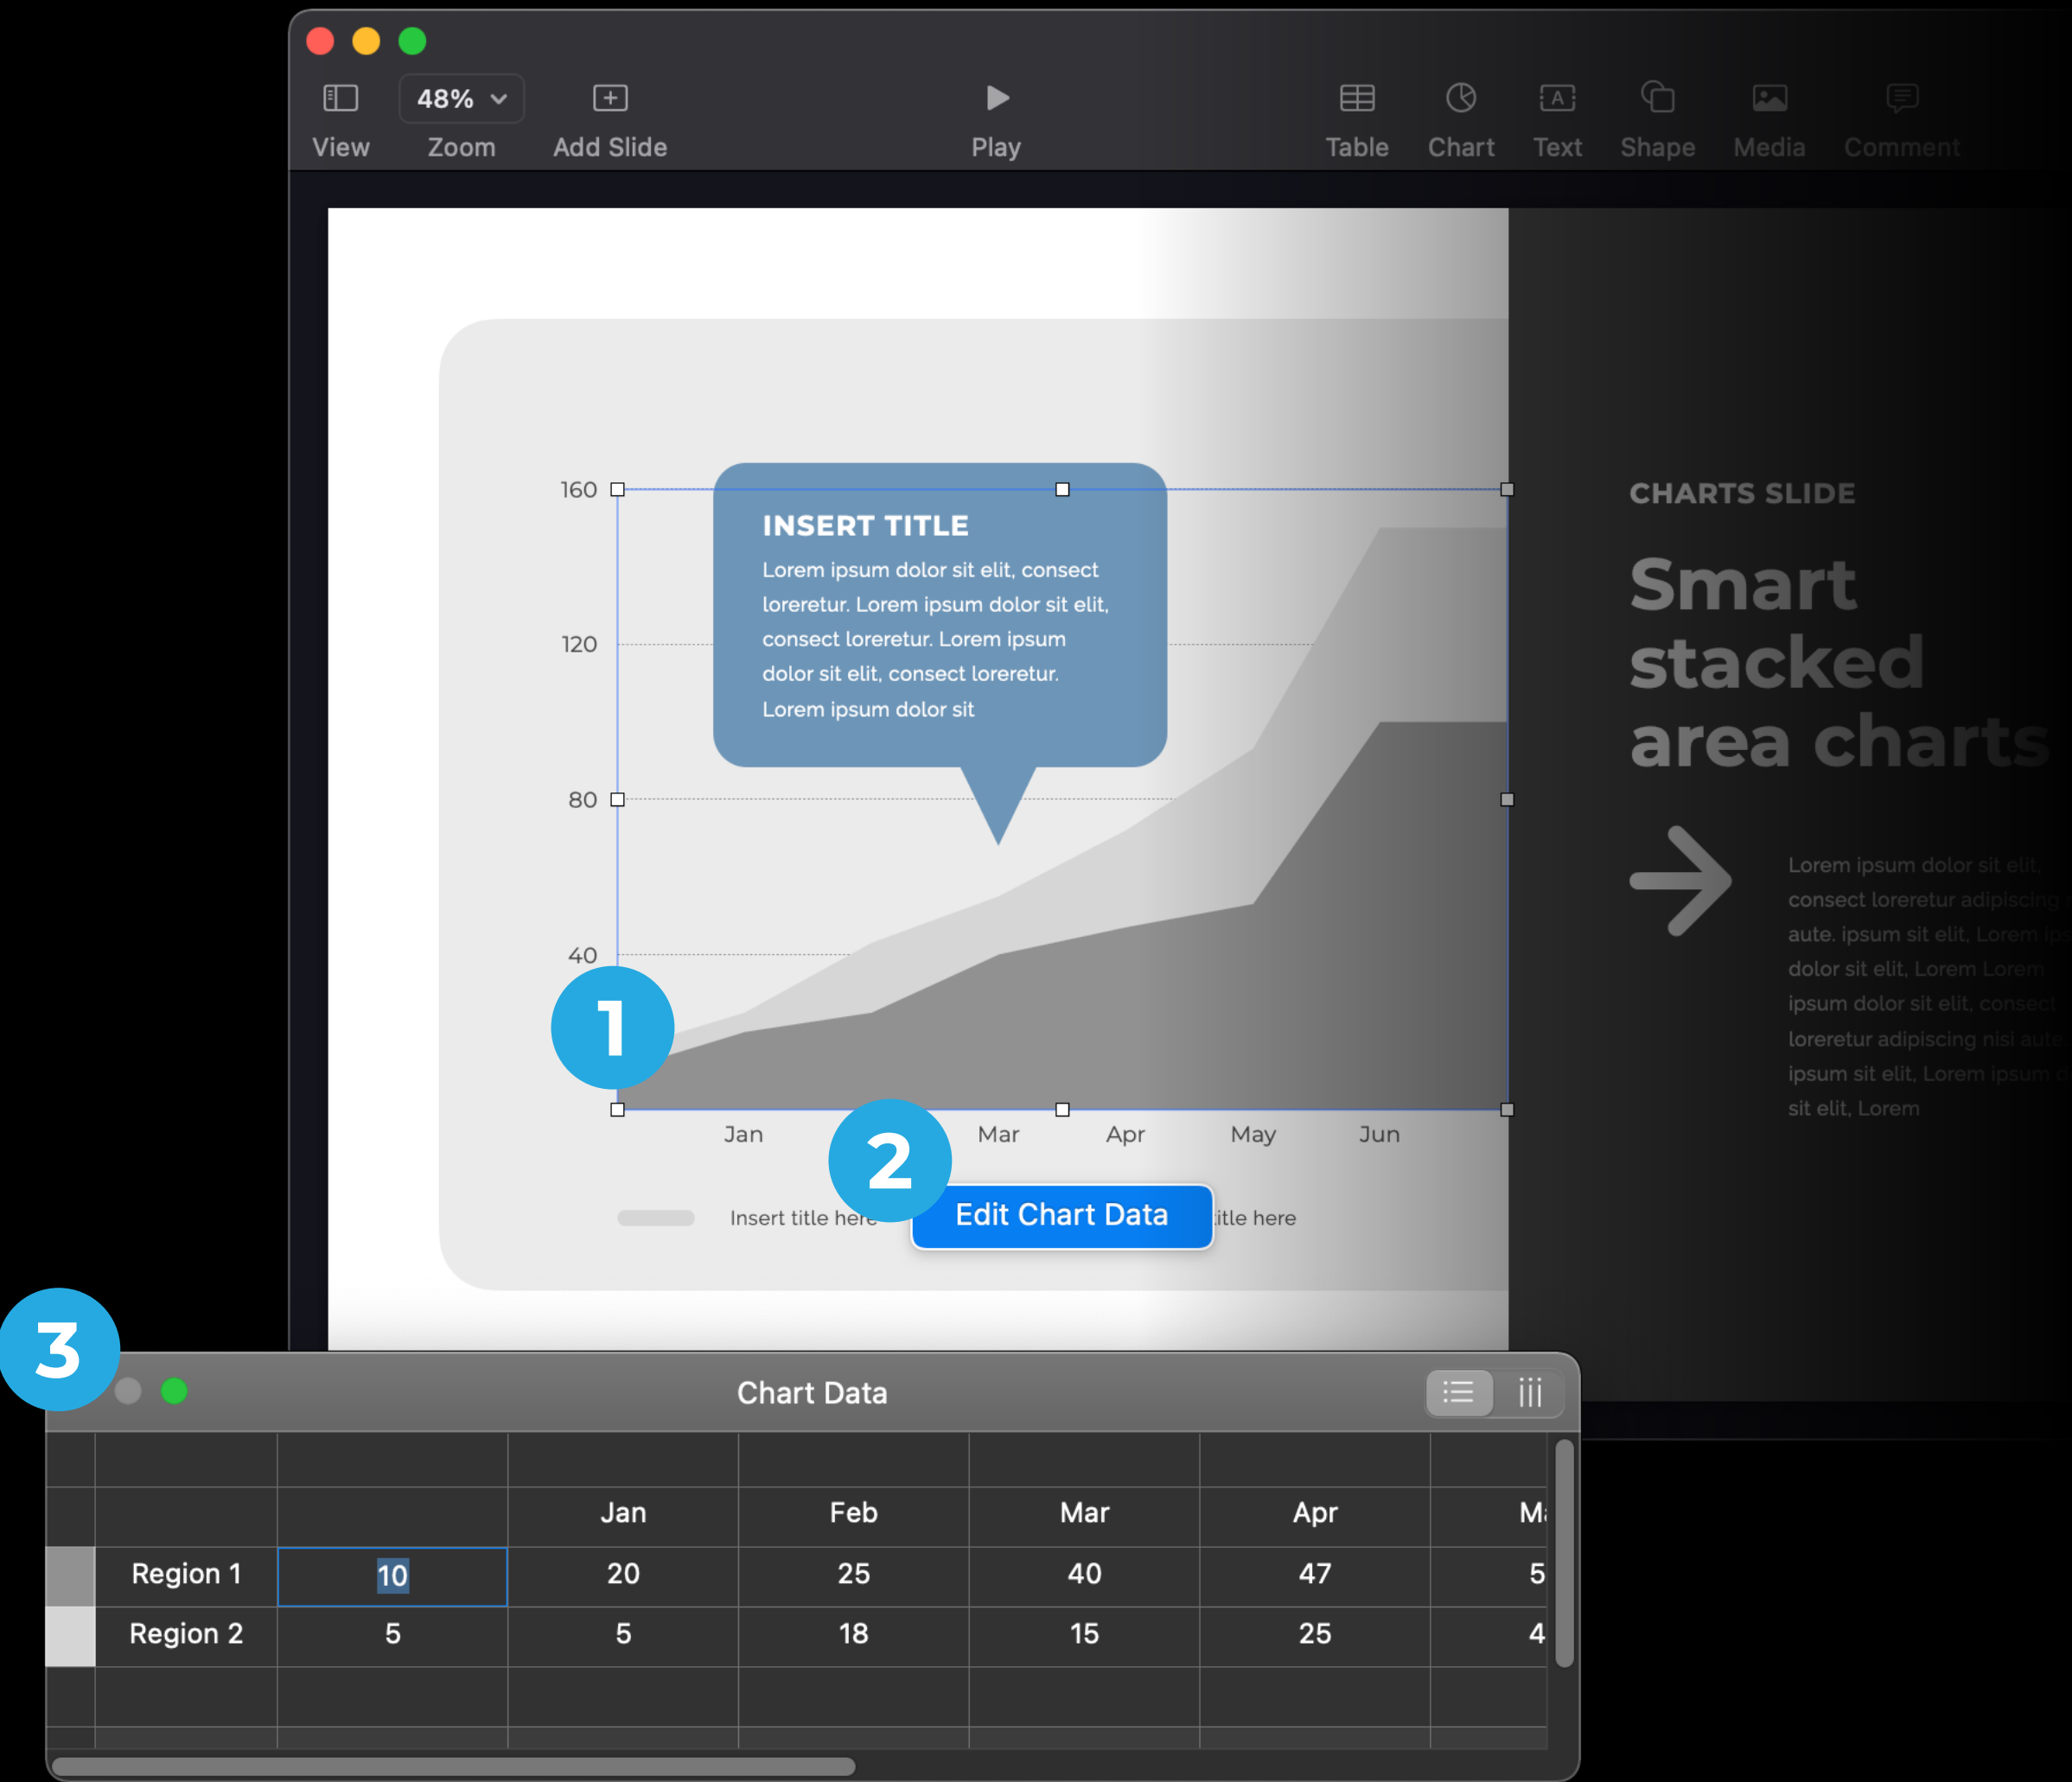 48%
View
Zoom
Add Slide
Play
Table
Chart
Text
Shape
Media
Comment
160
120
80
40
INSERT TITLE
Lorem ipsum dolor sit elit, consect
loreretur. Lorem ipsum dolor sit elit,
consect loreretur. Lorem ipsum
dolor sit elit, consect loreretur.
Lorem ipsum dolor sit
1
Jan
2
Mar
Apr
May
Jun
Insert title here
Edit Chart Data
title here
CHARTS SLIDE
Smart
stacked
area charts
Lorem ipsum dolor sit elit,
consect loreretur adipiscing
aute. ipsum sit elit, Lorem
dolor sit elit, Lorem Lorem
ipsum dolor sit elit, consect
loreretur adipiscing nisi aute
ipsum sit elit, Lorem ipsum
sit elit, Lorem
3
Chart Data
Jan Feb Mar Apr
Region 1 10 20 25 40 47
Region 2 5 5 18 15 25